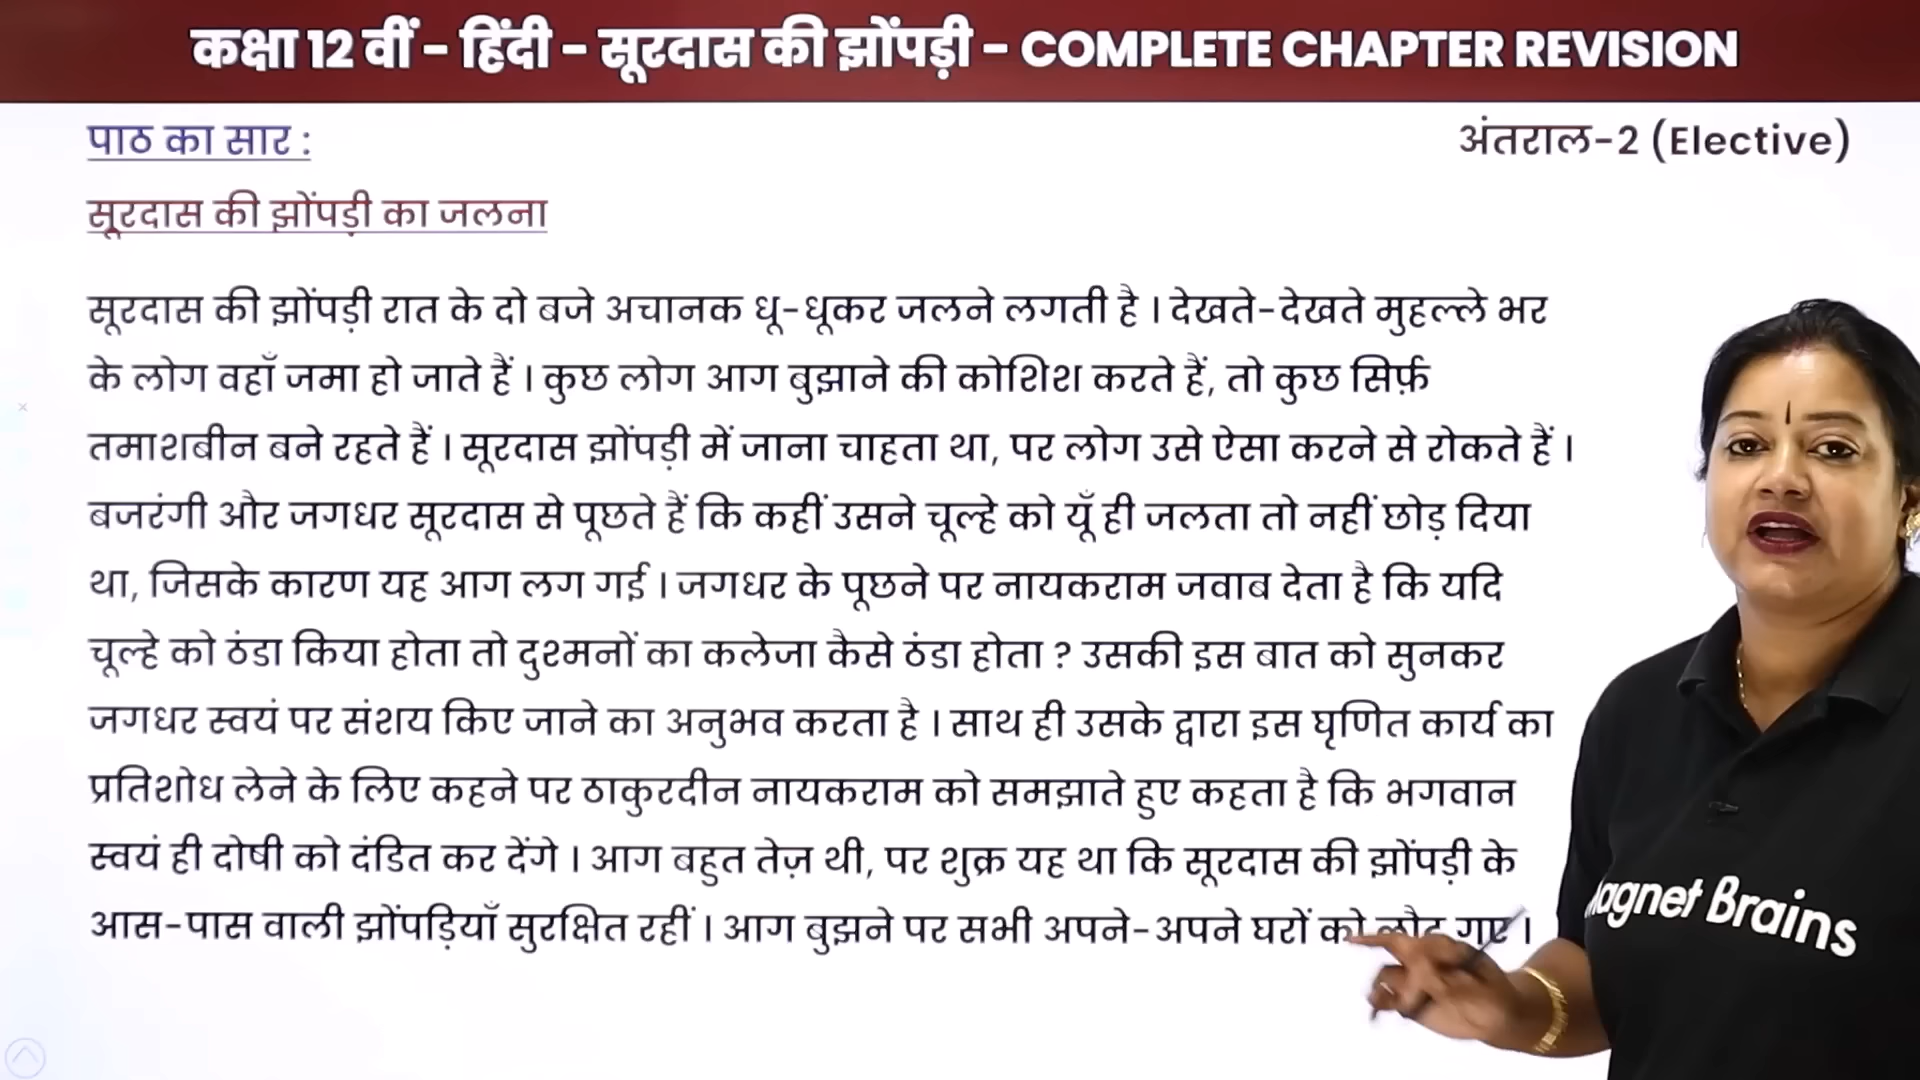 कक्षा 12 वीं - हिंदी - सूरदास की झोंपड़ी - COMPLETE CHAPTER REVISION
पाठ का सार :
अंतराल-2 (Elective)
सूरदास की झोंपड़ी का जलना
सूरदास की झोंपड़ी रात के दो बजे अचानक धू-धूकर जलने लगती है । देखते-देखते मुहल्ले भर
के लोग वहाँ जमा हो जाते हैं । कुछ लोग आग बुझाने की कोशिश करते हैं, तो कुछ सिर्फ़
तमाशबीन बने रहते हैं । सूरदास झोंपड़ी में जाना चाहता था, पर लोग उसे ऐसा करने से रोकते हैं ।
बजरंगी और जगधर सूरदास से पूछते हैं कि कहीं उसने चूल्हे को यूँ ही जलता तो नहीं छोड़ दिया
था, जिसके कारण यह आग लग गई । जगधर के पूछने पर नायकराम जवाब देता है कि यदि
चूल्हे को ठंडा किया होता तो दुश्मनों का कलेजा कैसे ठंडा होता ? उसकी इस बात को सुनकर
जगधर स्वयं पर संशय किए जाने का अनुभव करता है । साथ ही उसके द्वारा इस घृणित कार्य का
प्रतिशोध लेने के लिए कहने पर ठाकुरदीन नायकराम को समझाते हुए कहता है कि भगवान
स्वयं ही दोषी को दंडित कर देंगे । आग बहुत तेज़ थी, पर शुक्र यह था कि सूरदास की झोंपड़ी के
आस-पास वाली झोंपड़ियाँ सुरक्षित रहीं । आग बुझने पर सभी अपने-अपने घरों को लौट गए ।
agnet Brains